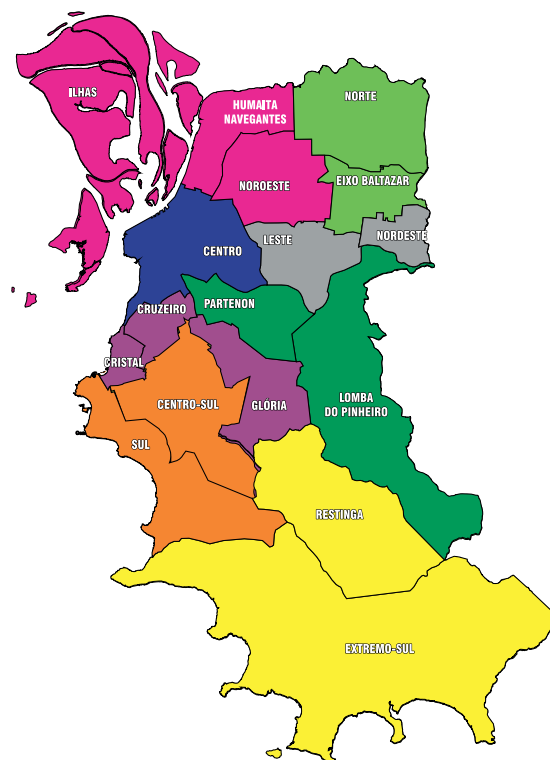 ILHAS
HUMAITA
NAVEGANTES
NORTE
NOROESTE
EIXO BALTAZAR
LESTE
NORDESTE
CENTRO
PARTENON
CRUZEIRO
CRISTAL
CENTRO-SUL
GLÓRIA
LOMBA
DO PINHEIRO
SUL
RESTINGA
EXTREMO-SUL